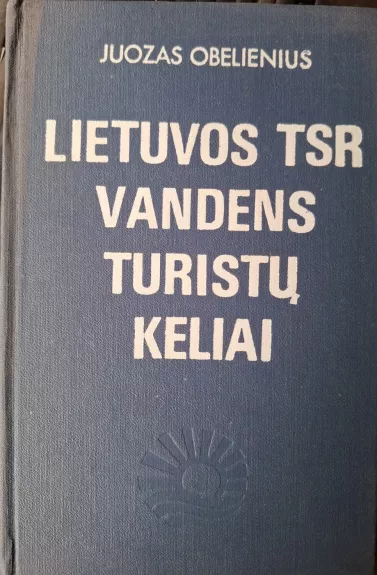 JUOZAS OBELIENIUS
LIETUVOS TSR
VANDENS
TURISTŲ
KELIAI